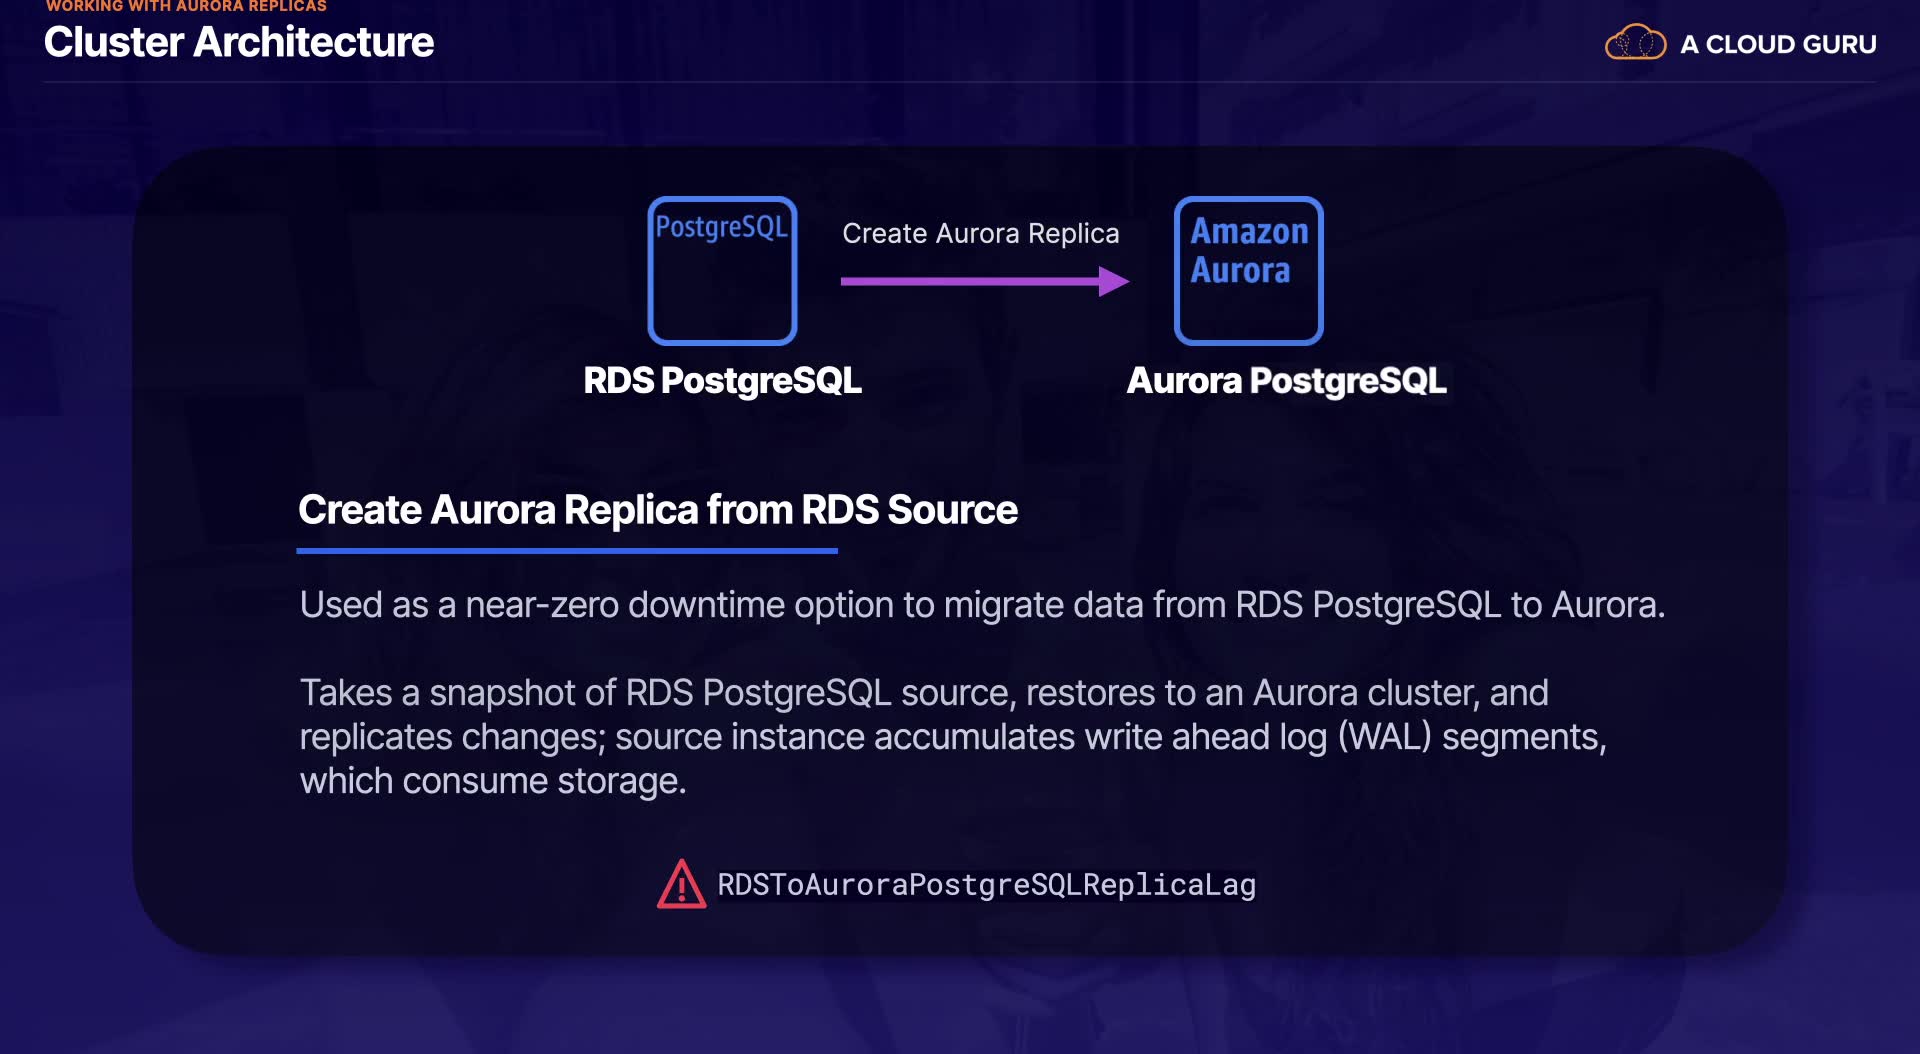 WORKING WITH AURORA REPLICAS
Cluster Architecture
A CLOUD GURU
PostgreSQL
Create Aurora Replica
Amazon
Aurora
RDS PostgreSQL
Aurora PostgreSQL
Create Aurora Replica from RDS Source
Used as a near-zero downtime option to migrate data from RDS PostgreSQL to Aurora.
Takes a snapshot of RDS PostgreSQL source, restores to an Aurora cluster, and
replicates changes; source instance accumulates write ahead log (WAL) segments,
which consume storage.
RDSToAuroraPostgreSQLReplicaLag